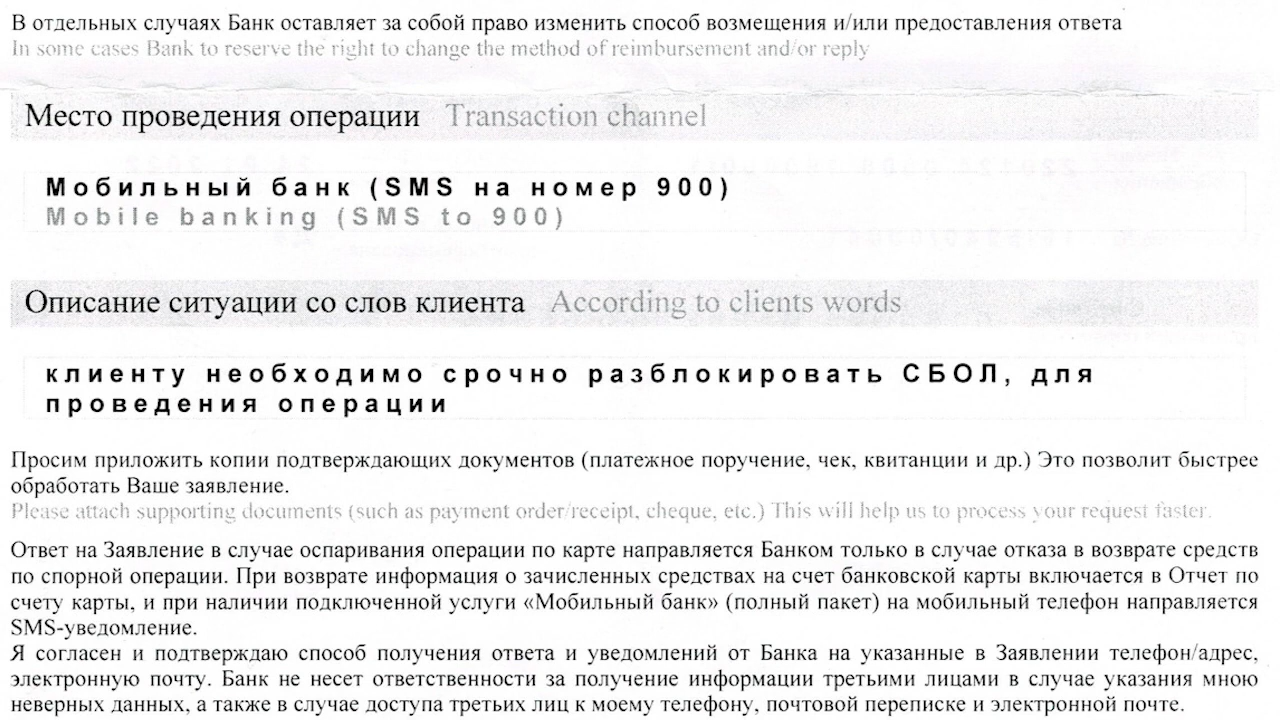 В отдельных случаях Банк оставляет за собой право изменить способ возмещения и/или предоставления ответа
In some cases Bank to reserve the right to change the method of reimbursement and/or reply
Место проведения операции Transaction channel
Мобильный банк (SMS на номер 900)
Mobile banking (SMS to 900)
Описание ситуации со слов клиента According to clients words
клиенту необходимо срочно разблокировать СБОЛ, для
проведения операции
Просим приложить копии подтверждающих документов (платежное поручение, чек, квитанции и др.) Это позволит быстрее
обработать Ваше заявление.
Please attach supporting documents (such as payment order/receipt, cheque, etc.) This will help us to process your request faster.
Ответ на Заявление в случае оспаривания операции по карте направляется Банком только в случае отказа в возврате средств
по спорной операции. При возврате информация о зачисленных средствах на счет банковской карты включается в Отчет по
счету карты, и при наличии подключенной услуги «Мобильный банк» (полный пакет) на мобильный телефон направляется
SMS-уведомление.
Я согласен и подтверждаю способ получения ответа и уведомлений от Банка на указанные в Заявлении телефон/адрес,
электронную почту. Банк не несет ответственности за получение информации третьими лицами в случае указания мною
неверных данных, а также в случае доступа третьих лиц к моему телефону, почтовой переписке и электронной почте.